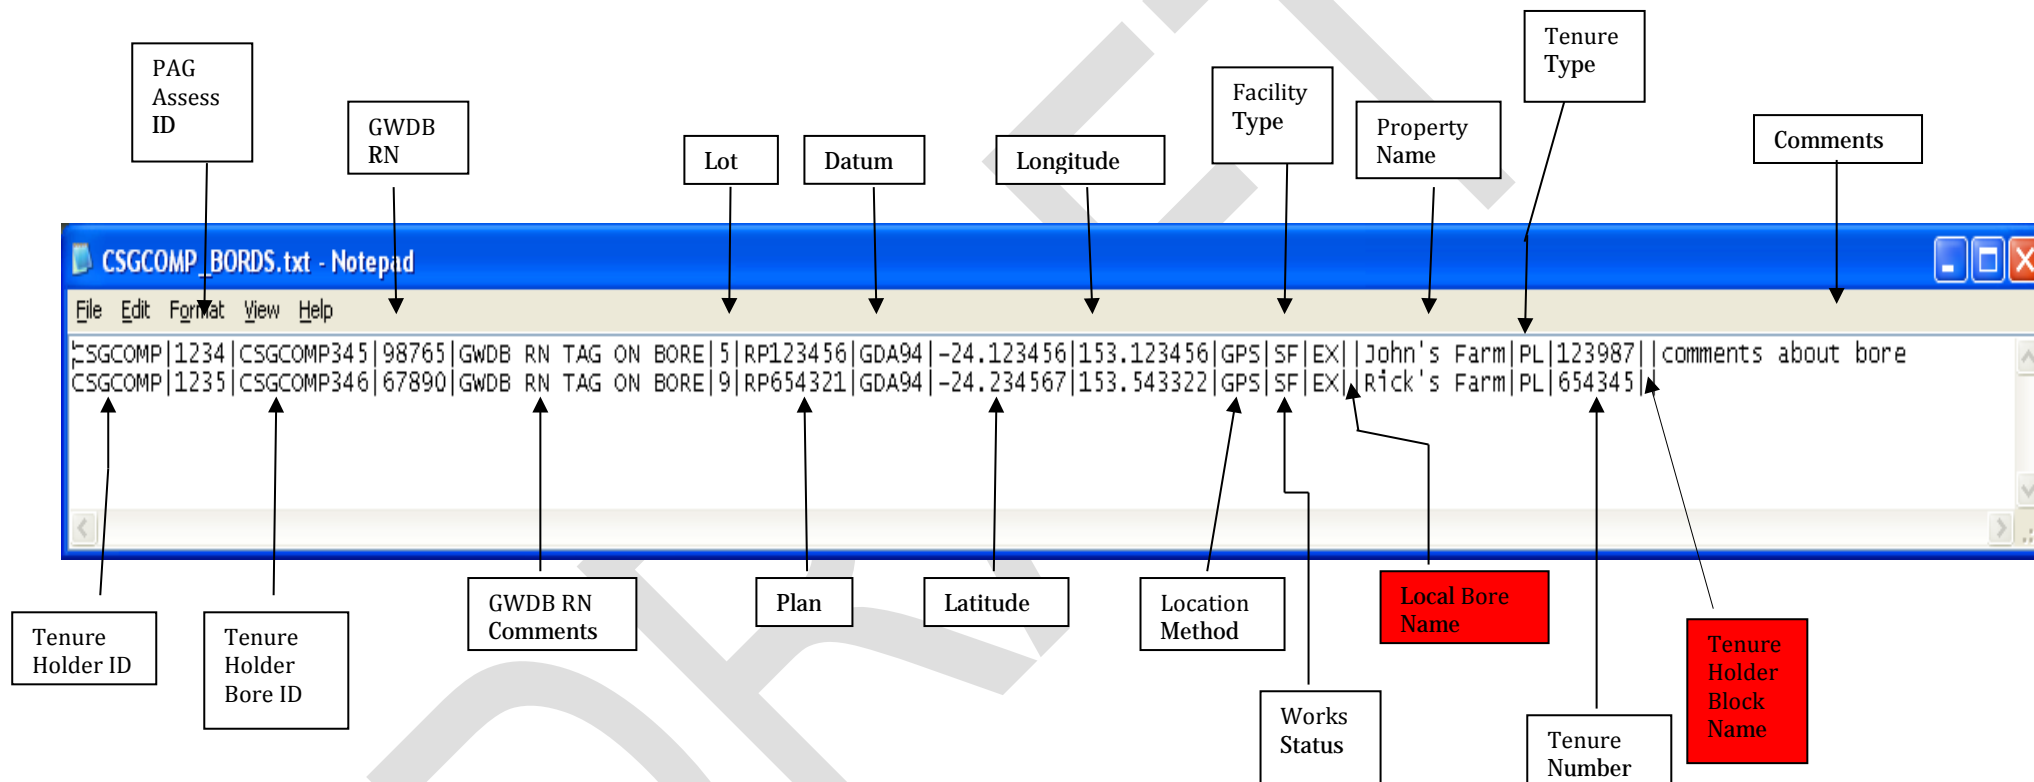 PAG
Assess
ID
GWDB
RN
Lot
Datum
Longitude
Facility
Type
Property
Name
Tenure
Type
Comments
CSGCOMP_BORDS.txt - Notepad
File Edit Format View Help
CSGCOMP|1234|CSGCOMP345|98765|GWDB RN TAG ON BORE|5|RP123456|GDA94|-24.123456|153.123456|GPS|SF|EX||John's Farm|PL|123987||comments about bore
CSGCOMP|1235|CSGCOMP346|67890|GWDB RN TAG ON BORE|9|RP654321|GDA94|-24.234567|153.543322|GPS|SF|EX||Rick's Farm|PL|654345||
Tenure
Holder ID
Tenure
Holder
Bore ID
GWDB RN
Comments
Plan
Latitude
Location
Method
Works
Status
Local Bore
Name
Tenure
Number
Tenure
Holder
Block
Name